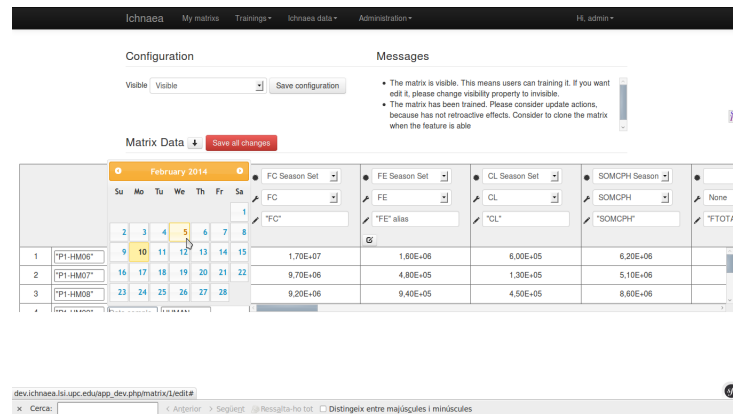 Ichnaea My matrixs Trainings Ichnaea data Administration Hi, admin
Configuration
Visible Visible Save configuration
Messages
The matrix is visible. This means users can training it. If you want
edit it, please change visibility property to invisible.
The matrix has been trained. Please consider update actions,
because has not retroactive effects. Consider to clone the matrix
when the feature is able
Matrix Data Save all changes
February 2014
Su Mo Tu We Th Fr Sa
1
2 3 4 5 6 7 8
9 10 11 12 13 14 15
16 17 18 19 20 21 22
23 24 25 26 27 28
FC Season Set FE Season Set CL Season Set SOMCPH Season
FC FE CL SOMCPH None
"FC" "FE" alias "CL" "SOMCPH" "FTOTA
1 "P1-HM06" 1,70E+07 1,60E+06 6,00E+05 6,20E+06
2 "P1-HM07" 9,70E+06 4,80E+05 1,30E+05 5,10E+06
3 "P1-HM08" 9,20E+06 9,40E+05 4,50E+05 8,60E+06
dev.ichnaea.lsi.upc.edu/app_dev.php/matrix/1/edit#
× Cerca: < Anterior > Següent Ressalta-ho tot Distingeix entre majúscules i minúscules